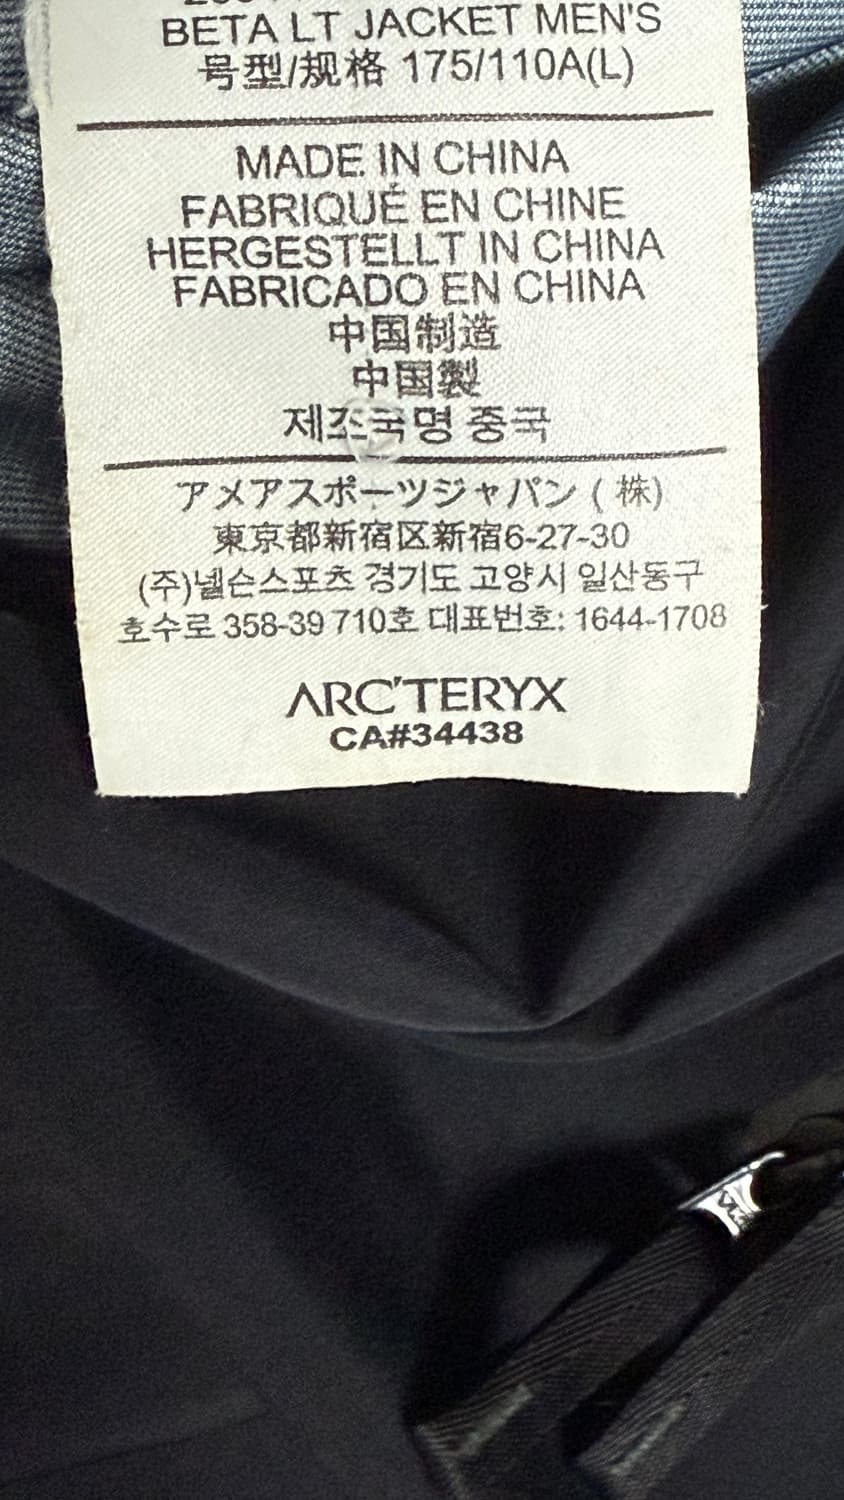 BETA LT JACKET MEN'S
号型/规格 175/110A(L)
MADE IN CHINA
FABRIQUÉ EN CHINE
HERGESTELLT IN CHINA
FABRICADO EN CHINA
中国制造
中国製
제조국명 중국
アメアスポーツジャパン ( 株)
東京都新宿区新宿6-27-30
(주)넬슨스포츠 경기도 고양시 일산동구
호수로 358-39 710호 대표번호: 1644-1708
ARC'TERYX
CA#34438